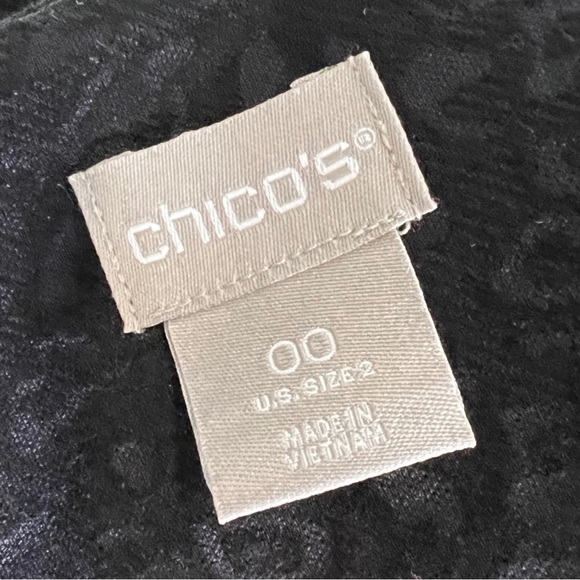 chico's®
00
U.S. SIZE 2
MADE IN
VIETNAM